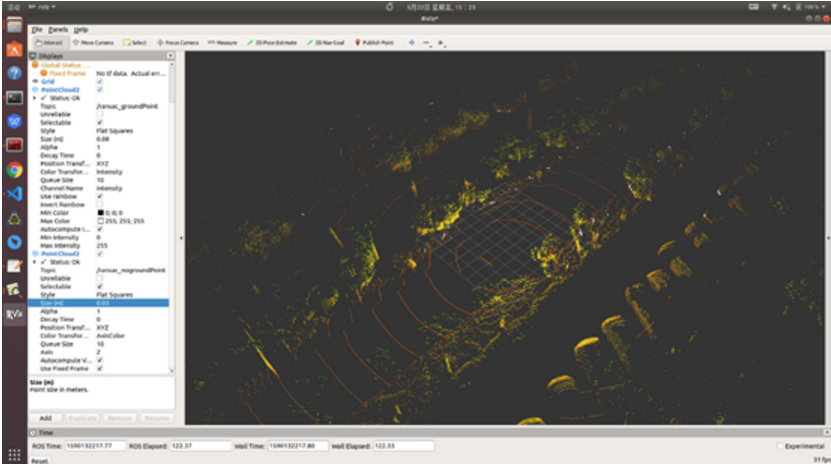 活动 RViz 5月22日 星期五, 15:23 100%
RViz*
File Panels Help
Interact Move Camera Select Focus Camera Measure 2D Pose Estimate 2D Nav Goal Publish Point
Displays
Global Status: ...
Fixed Frame No tf data. Actual err...
Grid
PointCloud2
Status: Ok
Topic /ransac_groundPoint
Unreliable
Selectable
Style Flat Squares
Size (m) 0.08
Alpha 1
Decay Time 0
Position Transf... XYZ
Color Transfor... Intensity
Queue Size 10
Channel Name intensity
Use rainbow
Invert Rainbow
Min Color 0; 0; 0
Max Color 255; 255; 255
Autocompute I...
Min Intensity 0
Max Intensity 255
PointCloud2
Status: Ok
Topic /ransac_nogroundPoint
Unreliable
Selectable
Style Flat Squares
Size (m) 0.03
Alpha 1
Decay Time 0
Position Transf... XYZ
Color Transfor... AxisColor
Queue Size 10
Axis Z
Autocompute V...
Use Fixed Frame
Size (m)
Point size in meters.
Add Duplicate Remove Rename
Time
ROS Time: 1590132217.77 ROS Elapsed: 122.37 Wall Time: 1590132217.80 Wall Elapsed: 122.33 Experimental
Reset 31 fps
RViz